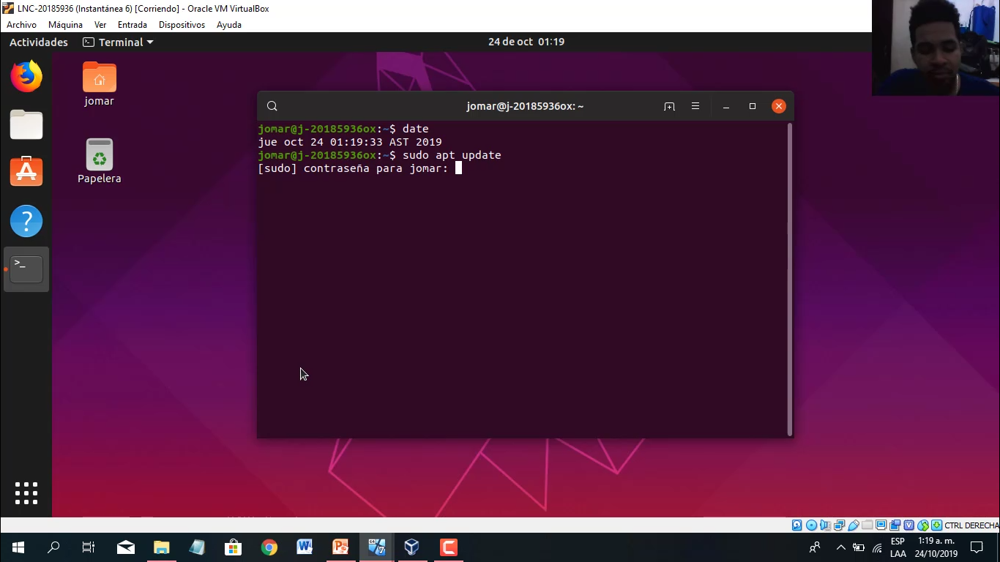 LNC-20185936 (Instantánea 6) [Corriendo] - Oracle VM VirtualBox
Archivo Máquina Ver Entrada Dispositivos Ayuda
Actividades Terminal 24 de oct 01:19
jomar
Papelera
jomar@j-20185936ox: ~
jomar@j-20185936ox:~$ date
jue oct 24 01:19:33 AST 2019
jomar@j-20185936ox:~$ sudo apt update
[sudo] contraseña para jomar:
CTRL DERECHA
ESP 1:19 a. m.
LAA 24/10/2019